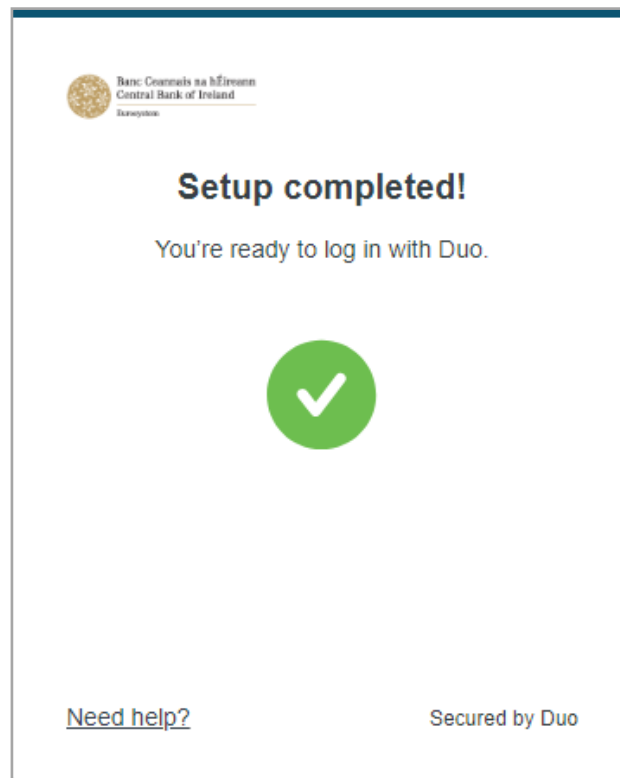 Banc Ceannais na hÉireann
Central Bank of Ireland
Eurosystem
Setup completed!
You’re ready to log in with Duo.
Need help?
Secured by Duo